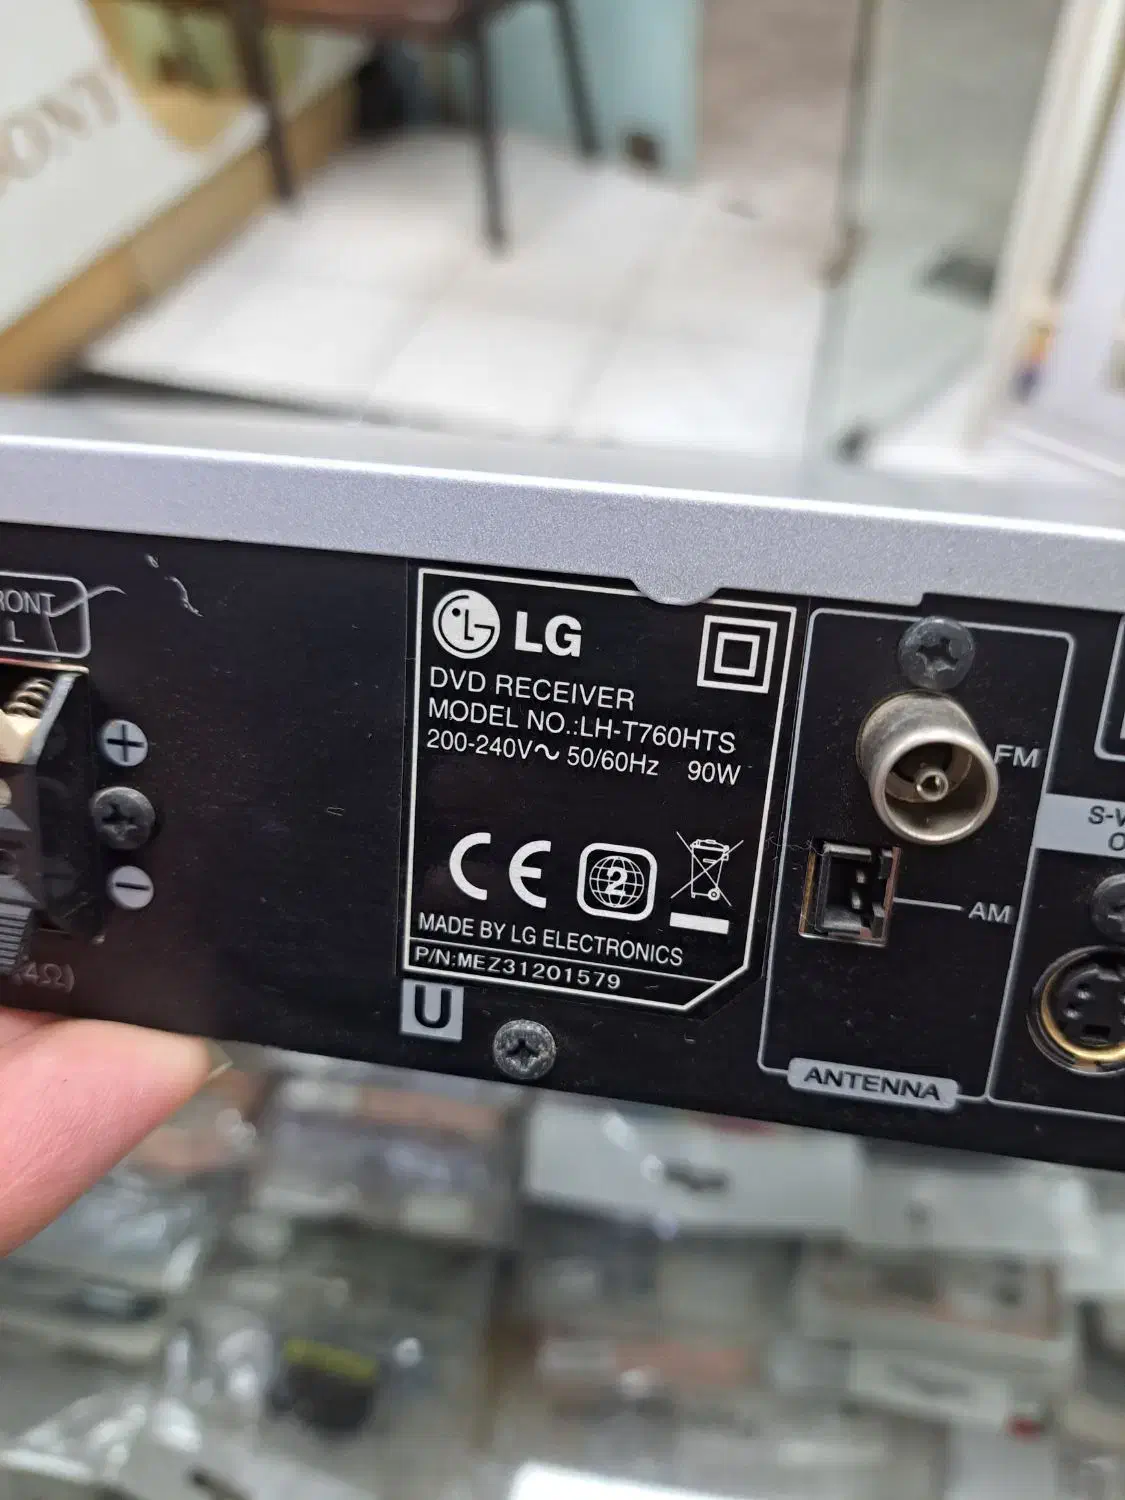 L
LG
DVD RECEIVER
MODEL NO.:LH-T760HTS
200-240V~ 50/60Hz 90W
CE
2
MADE BY LG ELECTRONICS
P/N:MEZ31201579
U
+
-
4Ω)
FM
AM
ANTENNA